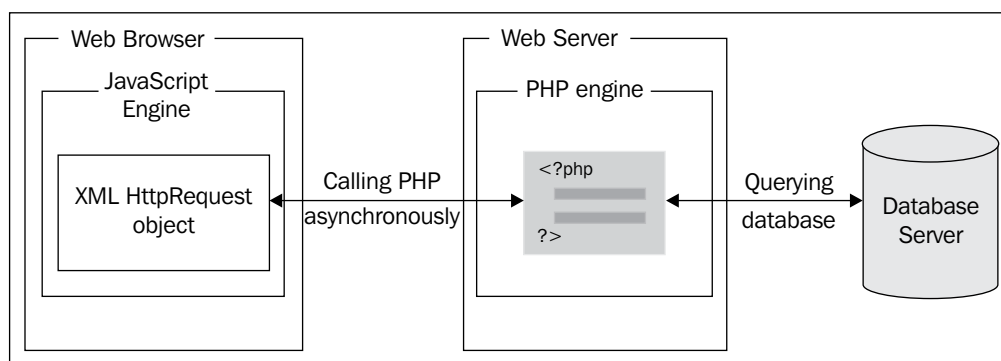 Web Browser
JavaScript
Engine
XML HttpRequest
object
Calling PHP
asynchronously
Web Server
PHP engine
<?php
?>
Querying
database
Database
Server